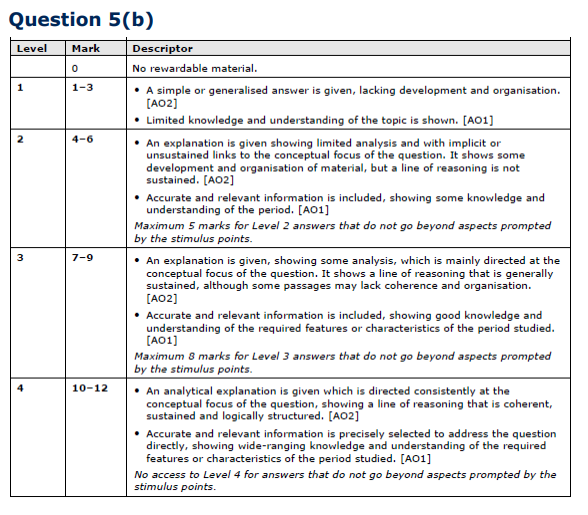 Question 5(b)
Level Mark Descriptor
0 No rewardable material.
1 1–3 • A simple or generalised answer is given, lacking development and organisation.
[AO2]
• Limited knowledge and understanding of the topic is shown. [AO1]
2 4–6 • An explanation is given showing limited analysis and with implicit or
unsustained links to the conceptual focus of the question. It shows some
development and organisation of material, but a line of reasoning is not
sustained. [AO2]
• Accurate and relevant information is included, showing some knowledge and
understanding of the period. [AO1]
Maximum 5 marks for Level 2 answers that do not go beyond aspects prompted
by the stimulus points.
3 7–9 • An explanation is given, showing some analysis, which is mainly directed at the
conceptual focus of the question. It shows a line of reasoning that is generally
sustained, although some passages may lack coherence and organisation.
[AO2]
• Accurate and relevant information is included, showing good knowledge and
understanding of the required features or characteristics of the period studied.
[AO1]
Maximum 8 marks for Level 3 answers that do not go beyond aspects prompted
by the stimulus points.
4 10–12 • An analytical explanation is given which is directed consistently at the
conceptual focus of the question, showing a line of reasoning that is coherent,
sustained and logically structured. [AO2]
• Accurate and relevant information is precisely selected to address the question
directly, showing wide-ranging knowledge and understanding of the required
features or characteristics of the period studied. [AO1]
No access to Level 4 for answers that do not go beyond aspects prompted by the
stimulus points.